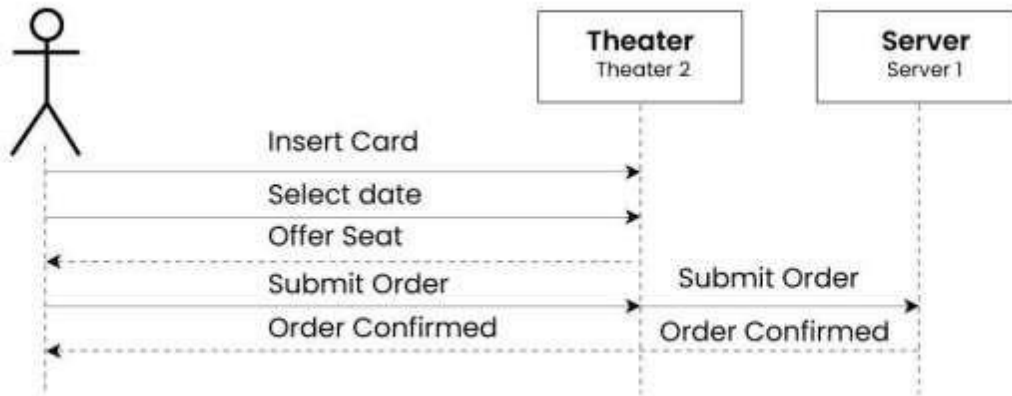 Theater
Theater 2
Server
Server 1
Insert Card
Select date
Offer Seat
Submit Order
Submit Order
Order Confirmed
Order Confirmed